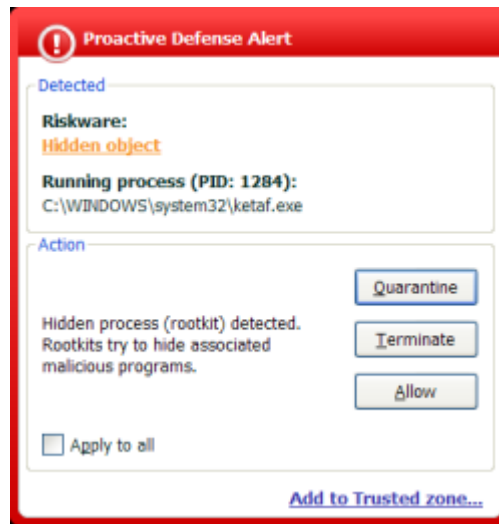 Proactive Defense Alert
Detected
Riskware:
Hidden object
Running process (PID: 1284):
C:\WINDOWS\system32\ketaf.exe
Action
Hidden process (rootkit) detected.
Rootkits try to hide associated
malicious programs.
Quarantine
Terminate
Allow
Apply to all
Add to Trusted zone...